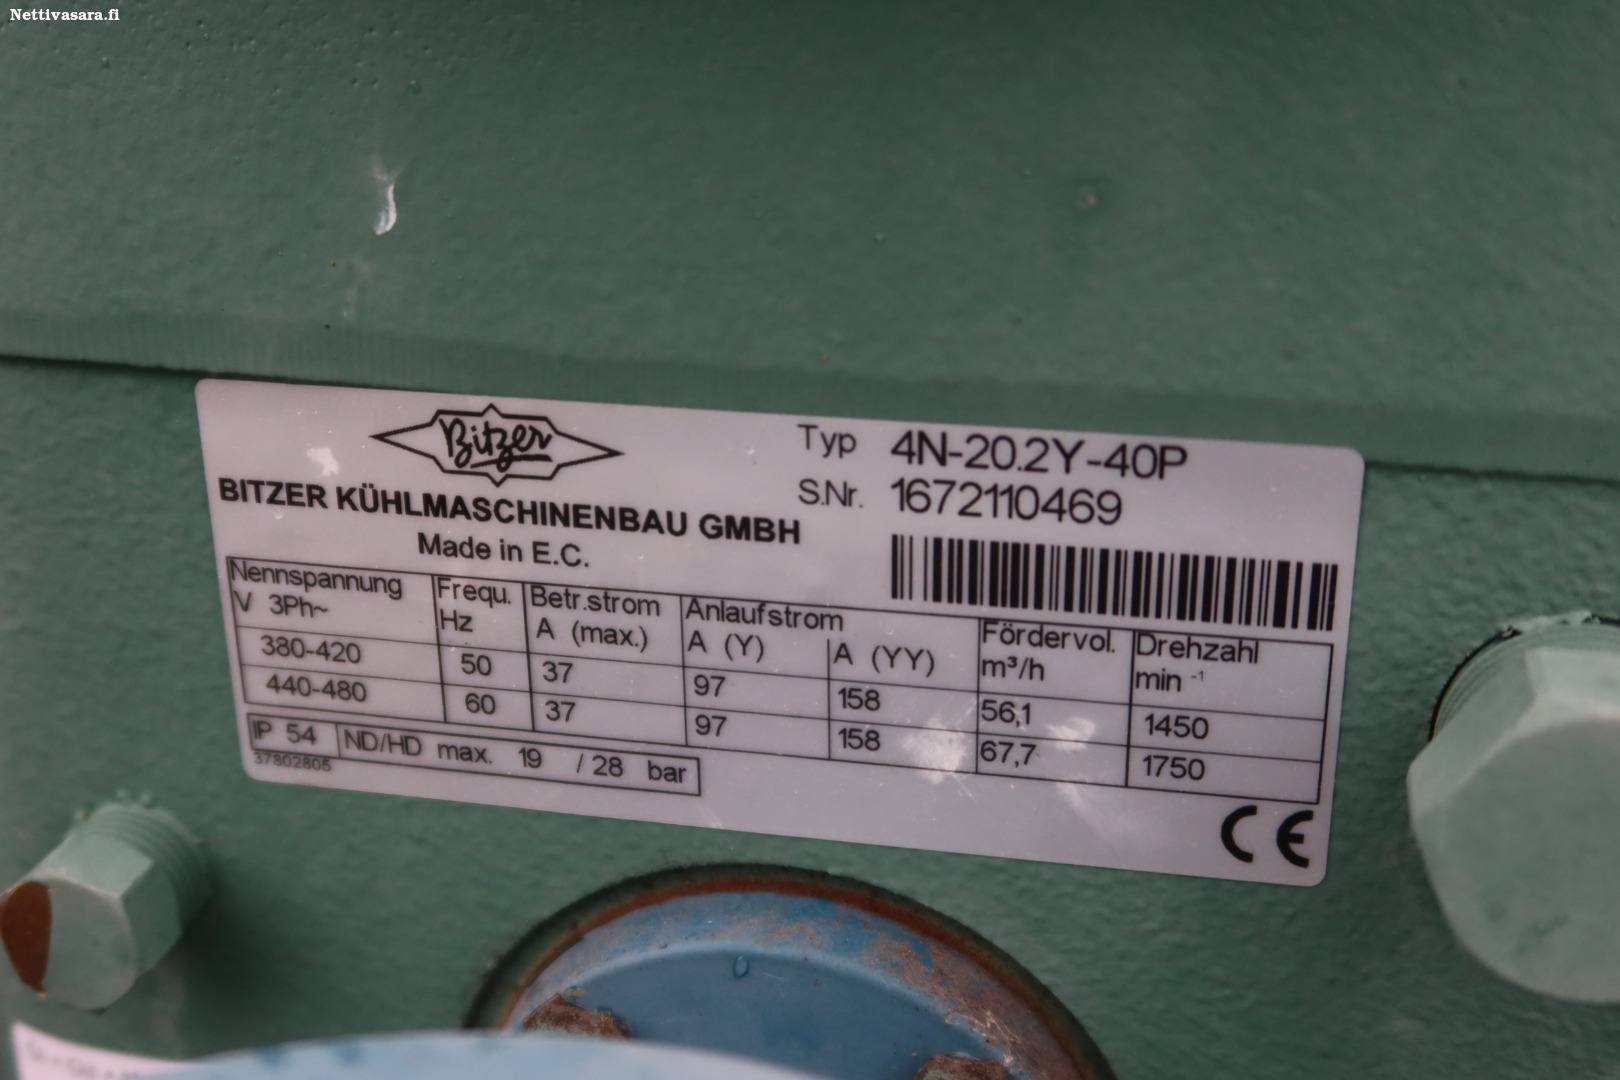 Nettivasara.fi
Bitzer
BITZER KÜHLMASCHINENBAU GMBH
Made in E.C.
Typ 4N-20.2Y-40P
S.Nr. 1672110469
Nennspannung Frequ. Betr.strom Anlaufstrom Fördervol. Drehzahl
V 3Ph~ Hz A (max.) A (Y) A (YY) m³/h min -1
380-420 50 37 97 158 56,1 1450
440-480 60 37 97 158 67,7 1750
IP 54 ND/HD max. 19 / 28 bar
37802805
CE